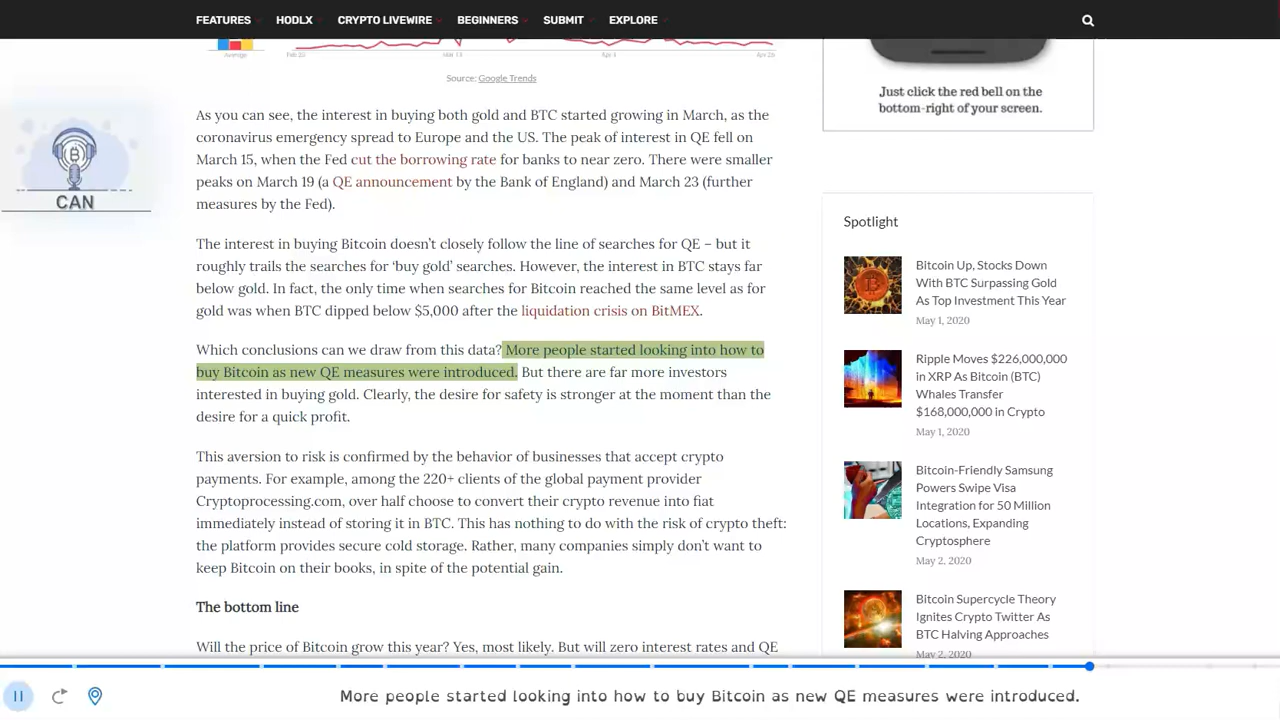 FEATURES HODLX CRYPTO LIVEWIRE BEGINNERS SUBMIT EXPLORE
Average Feb 23 Mar 13 Apr 4 Apr 26
Source: Google Trends
As you can see, the interest in buying both gold and BTC started growing in March, as the
coronavirus emergency spread to Europe and the US. The peak of interest in QE fell on
March 15, when the Fed cut the borrowing rate for banks to near zero. There were smaller
peaks on March 19 (a QE announcement by the Bank of England) and March 23 (further
measures by the Fed).
The interest in buying Bitcoin doesn't closely follow the line of searches for QE – but it
roughly trails the searches for 'buy gold' searches. However, the interest in BTC stays far
below gold. In fact, the only time when searches for Bitcoin reached the same level as for
gold was when BTC dipped below $5,000 after the liquidation crisis on BitMEX.
Which conclusions can we draw from this data? More people started looking into how to
buy Bitcoin as new QE measures were introduced. But there are far more investors
interested in buying gold. Clearly, the desire for safety is stronger at the moment than the
desire for a quick profit.
This aversion to risk is confirmed by the behavior of businesses that accept crypto
payments. For example, among the 220+ clients of the global payment provider
Cryptoprocessing.com, over half choose to convert their crypto revenue into fiat
immediately instead of storing it in BTC. This has nothing to do with the risk of crypto theft:
the platform provides secure cold storage. Rather, many companies simply don't want to
keep Bitcoin on their books, in spite of the potential gain.
The bottom line
Will the price of Bitcoin grow this year? Yes, most likely. But will zero interest rates and QE
CAN
Just click the red bell on the
bottom-right of your screen.
Spotlight
Bitcoin Up, Stocks Down
With BTC Surpassing Gold
As Top Investment This Year
May 1, 2020
Ripple Moves $226,000,000
in XRP As Bitcoin (BTC)
Whales Transfer
$168,000,000 in Crypto
May 1, 2020
Bitcoin-Friendly Samsung
Powers Swipe Visa
Integration for 50 Million
Locations, Expanding
Cryptosphere
May 2, 2020
Bitcoin Supercycle Theory
Ignites Crypto Twitter As
BTC Halving Approaches
May 2, 2020
More people started looking into how to buy Bitcoin as new QE measures were introduced.